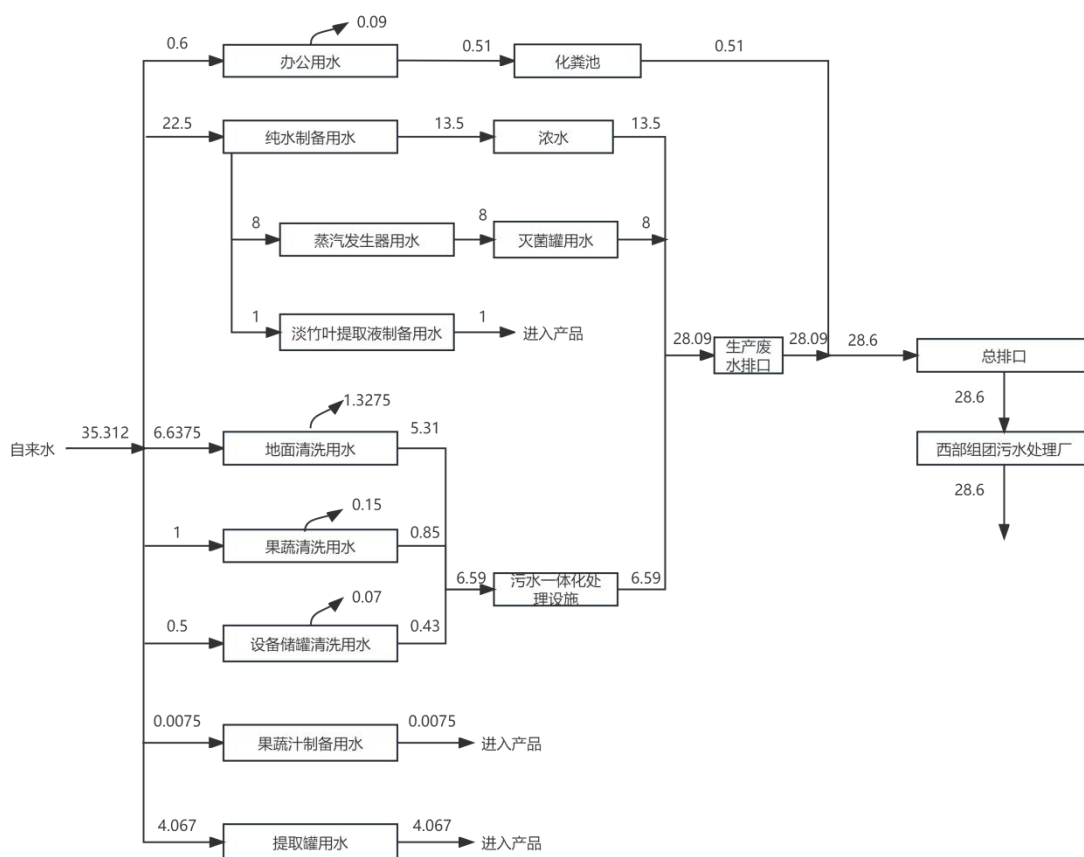 0.09
0.6
办公用水
0.51
化粪池
0.51
22.5
纯水制备用水
13.5
浓水
13.5
8
蒸汽发生器用水
8
灭菌罐用水
8
1
淡竹叶提取液制备用水
1
进入产品
28.09
生产废
水排口
28.09
28.6
总排口
28.6
西部组团污水处理厂
28.6
自来水
35.312
6.6375
1.3275
地面清洗用水
5.31
1
0.15
果蔬清洗用水
0.85
6.59
污水一体化处
理设施
6.59
0.5
0.07
设备储罐清洗用水
0.43
0.0075
果蔬汁制备用水
0.0075
进入产品
4.067
提取罐用水
4.067
进入产品